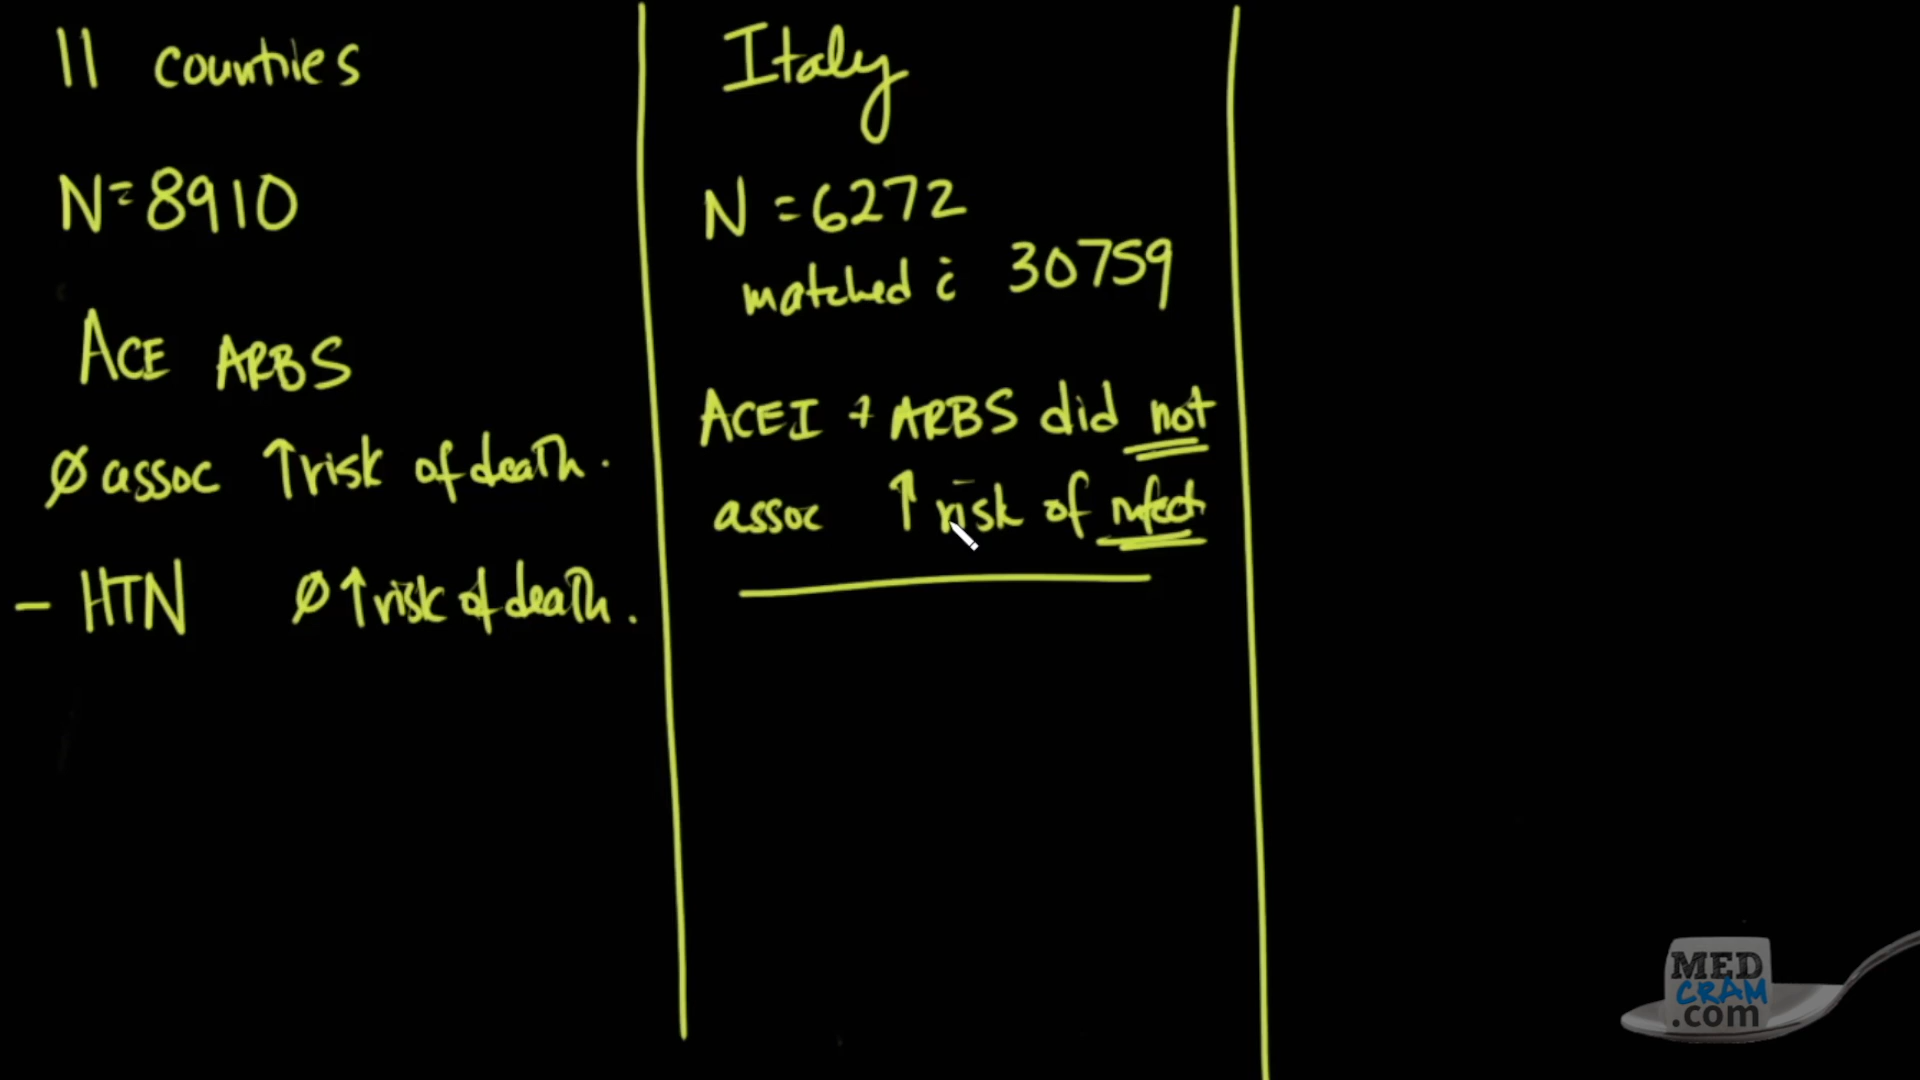 11 counties
N=8910
ACE ARBS
Ø assoc ↑risk of death.
- HTN Ø ↑risk of death.
Italy
N = 6272
matched c̄ 30759
ACEI + ARBS did not
assoc ↑ risk of infect
MED
CRAM
.com